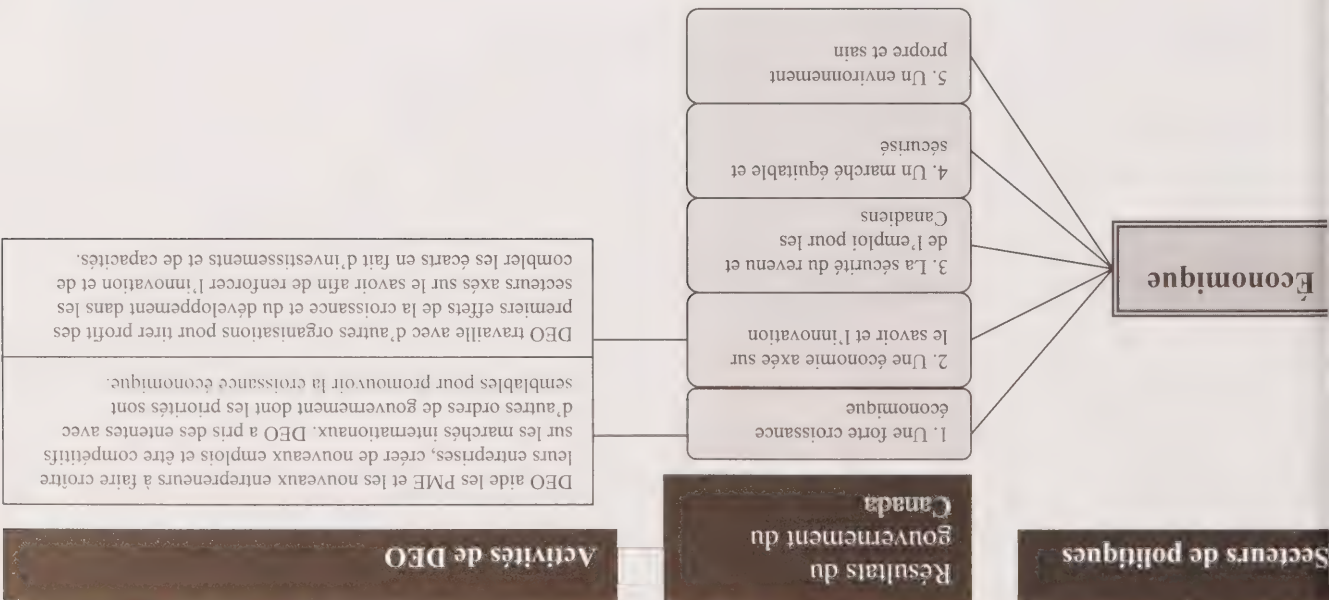 Secteurs de politiques
Résultats du
gouvernement du
Canada
Activités de DEO
Économique
1. Une forte croissance
économique
2. Une économie axée sur
le savoir et l'innovation
3. La sécurité du revenu et
de l'emploi pour les
Canadiens
4. Un marché équitable et
sécurisé
5. Un environnement
propre et sain
DEO aide les PME et les nouveaux entrepreneurs à faire croître
leurs entreprises, créer de nouveaux emplois et être compétitifs
sur les marchés internationaux. DEO a pris des ententes avec
d'autres ordres de gouvernement dont les priorités sont
semblables pour promouvoir la croissance économique.
DEO travaille avec d'autres organisations pour tirer profit des
premiers effets de la croissance et du développement dans les
secteurs axés sur le savoir afin de renforcer l'innovation et de
combler les écarts en fait d'investissements et de capacités.